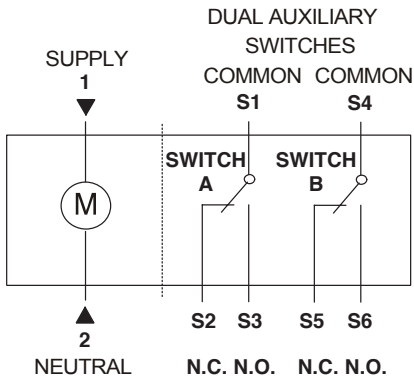 DUAL AUXILIARY
SWITCHES
SUPPLY
1
COMMON COMMON
S1 S4
SWITCH SWITCH
A B
M
S2 S3 S5 S6
2
NEUTRAL N.C. N.O. N.C. N.O.